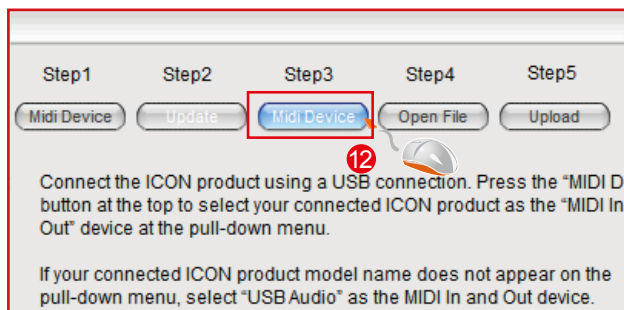 Step1 Step2 Step3 Step4 Step5
Midi Device Update Midi Device Open File Upload
12
Connect the ICON product using a USB connection. Press the “MIDI D
button at the top to select your connected ICON product as the “MIDI In
Out” device at the pull-down menu.
If your connected ICON product model name does not appear on the
pull-down menu, select “USB Audio” as the MIDI In and Out device.